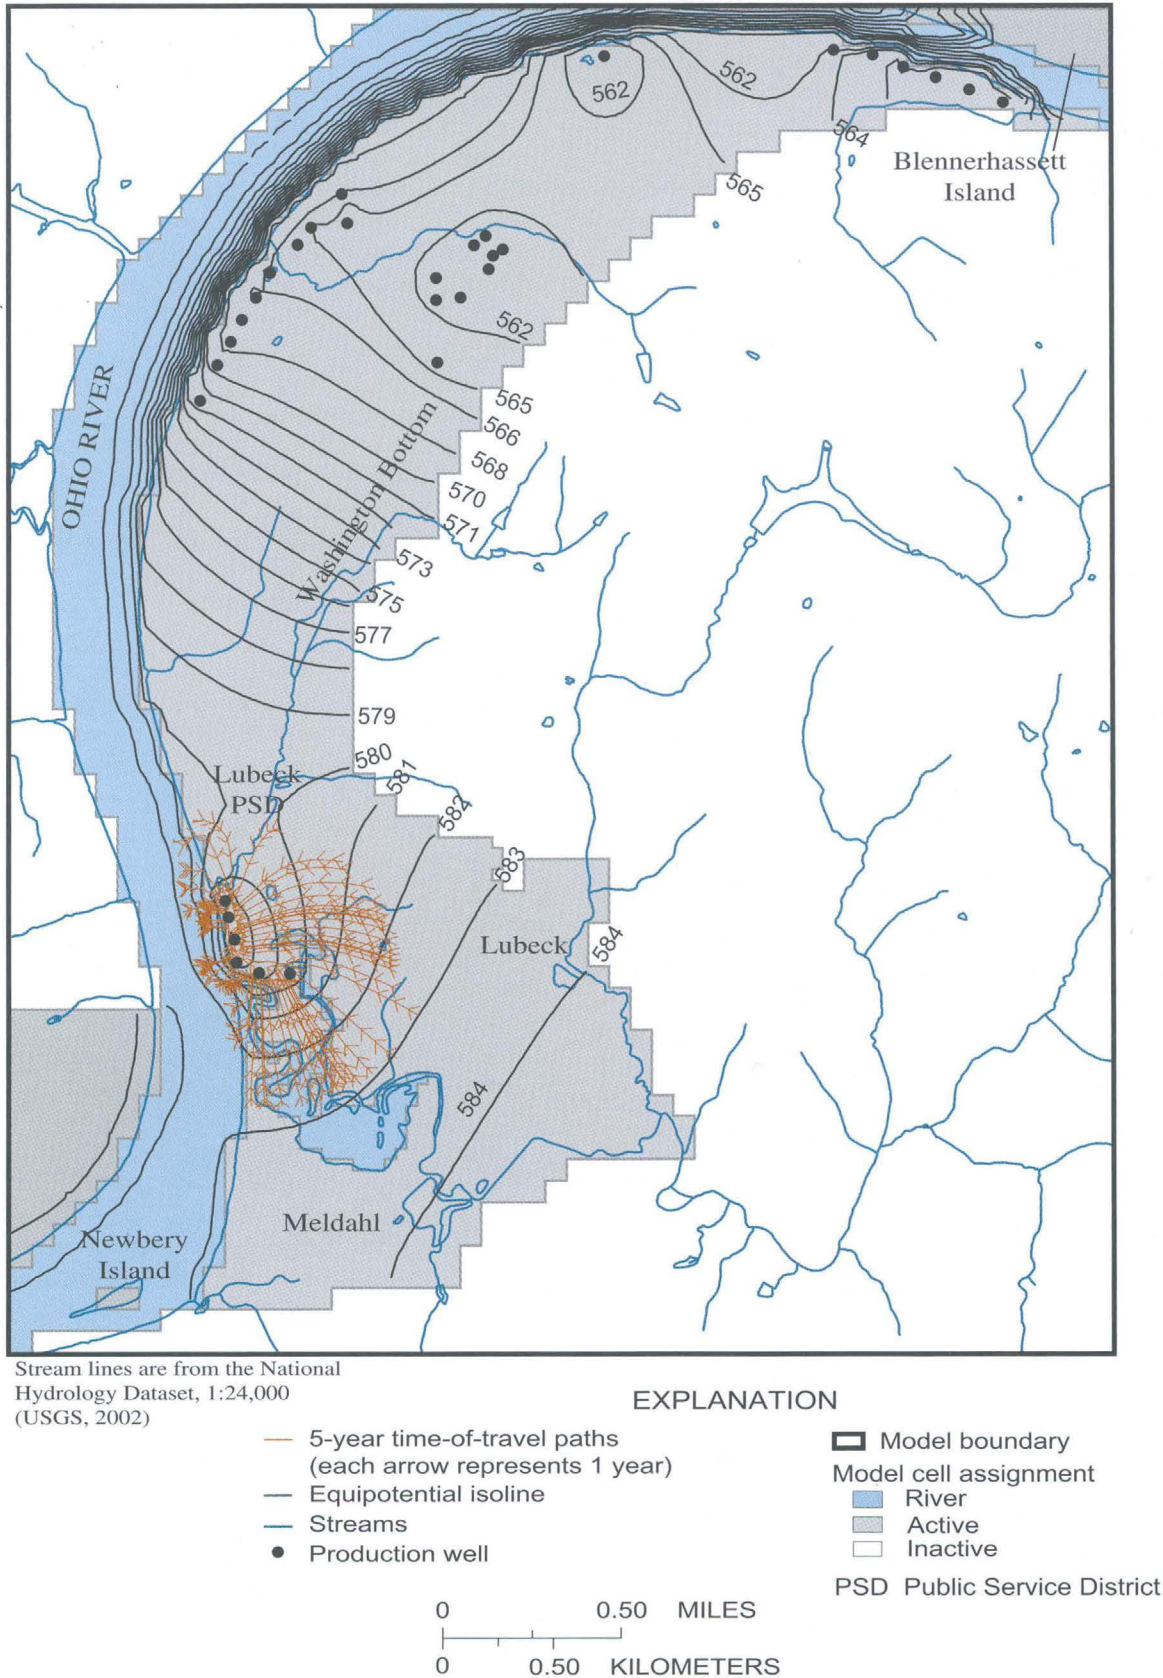 562
562
564
Blennerhassett
Island
565
562
OHIO RIVER
Washington Bottom
565
566
568
570
571
573
575
577
579
580
581
582
583
584
Lubeck
PSD
Lubeck
584
Meldahl
Newbery
Island
Stream lines are from the National
Hydrology Dataset, 1:24,000
(USGS, 2002)
EXPLANATION
5-year time-of-travel paths
(each arrow represents 1 year)
Equipotential isoline
Streams
Production well
Model boundary
Model cell assignment
River
Active
Inactive
PSD Public Service District
0 0.50 MILES
0 0.50 KILOMETERS